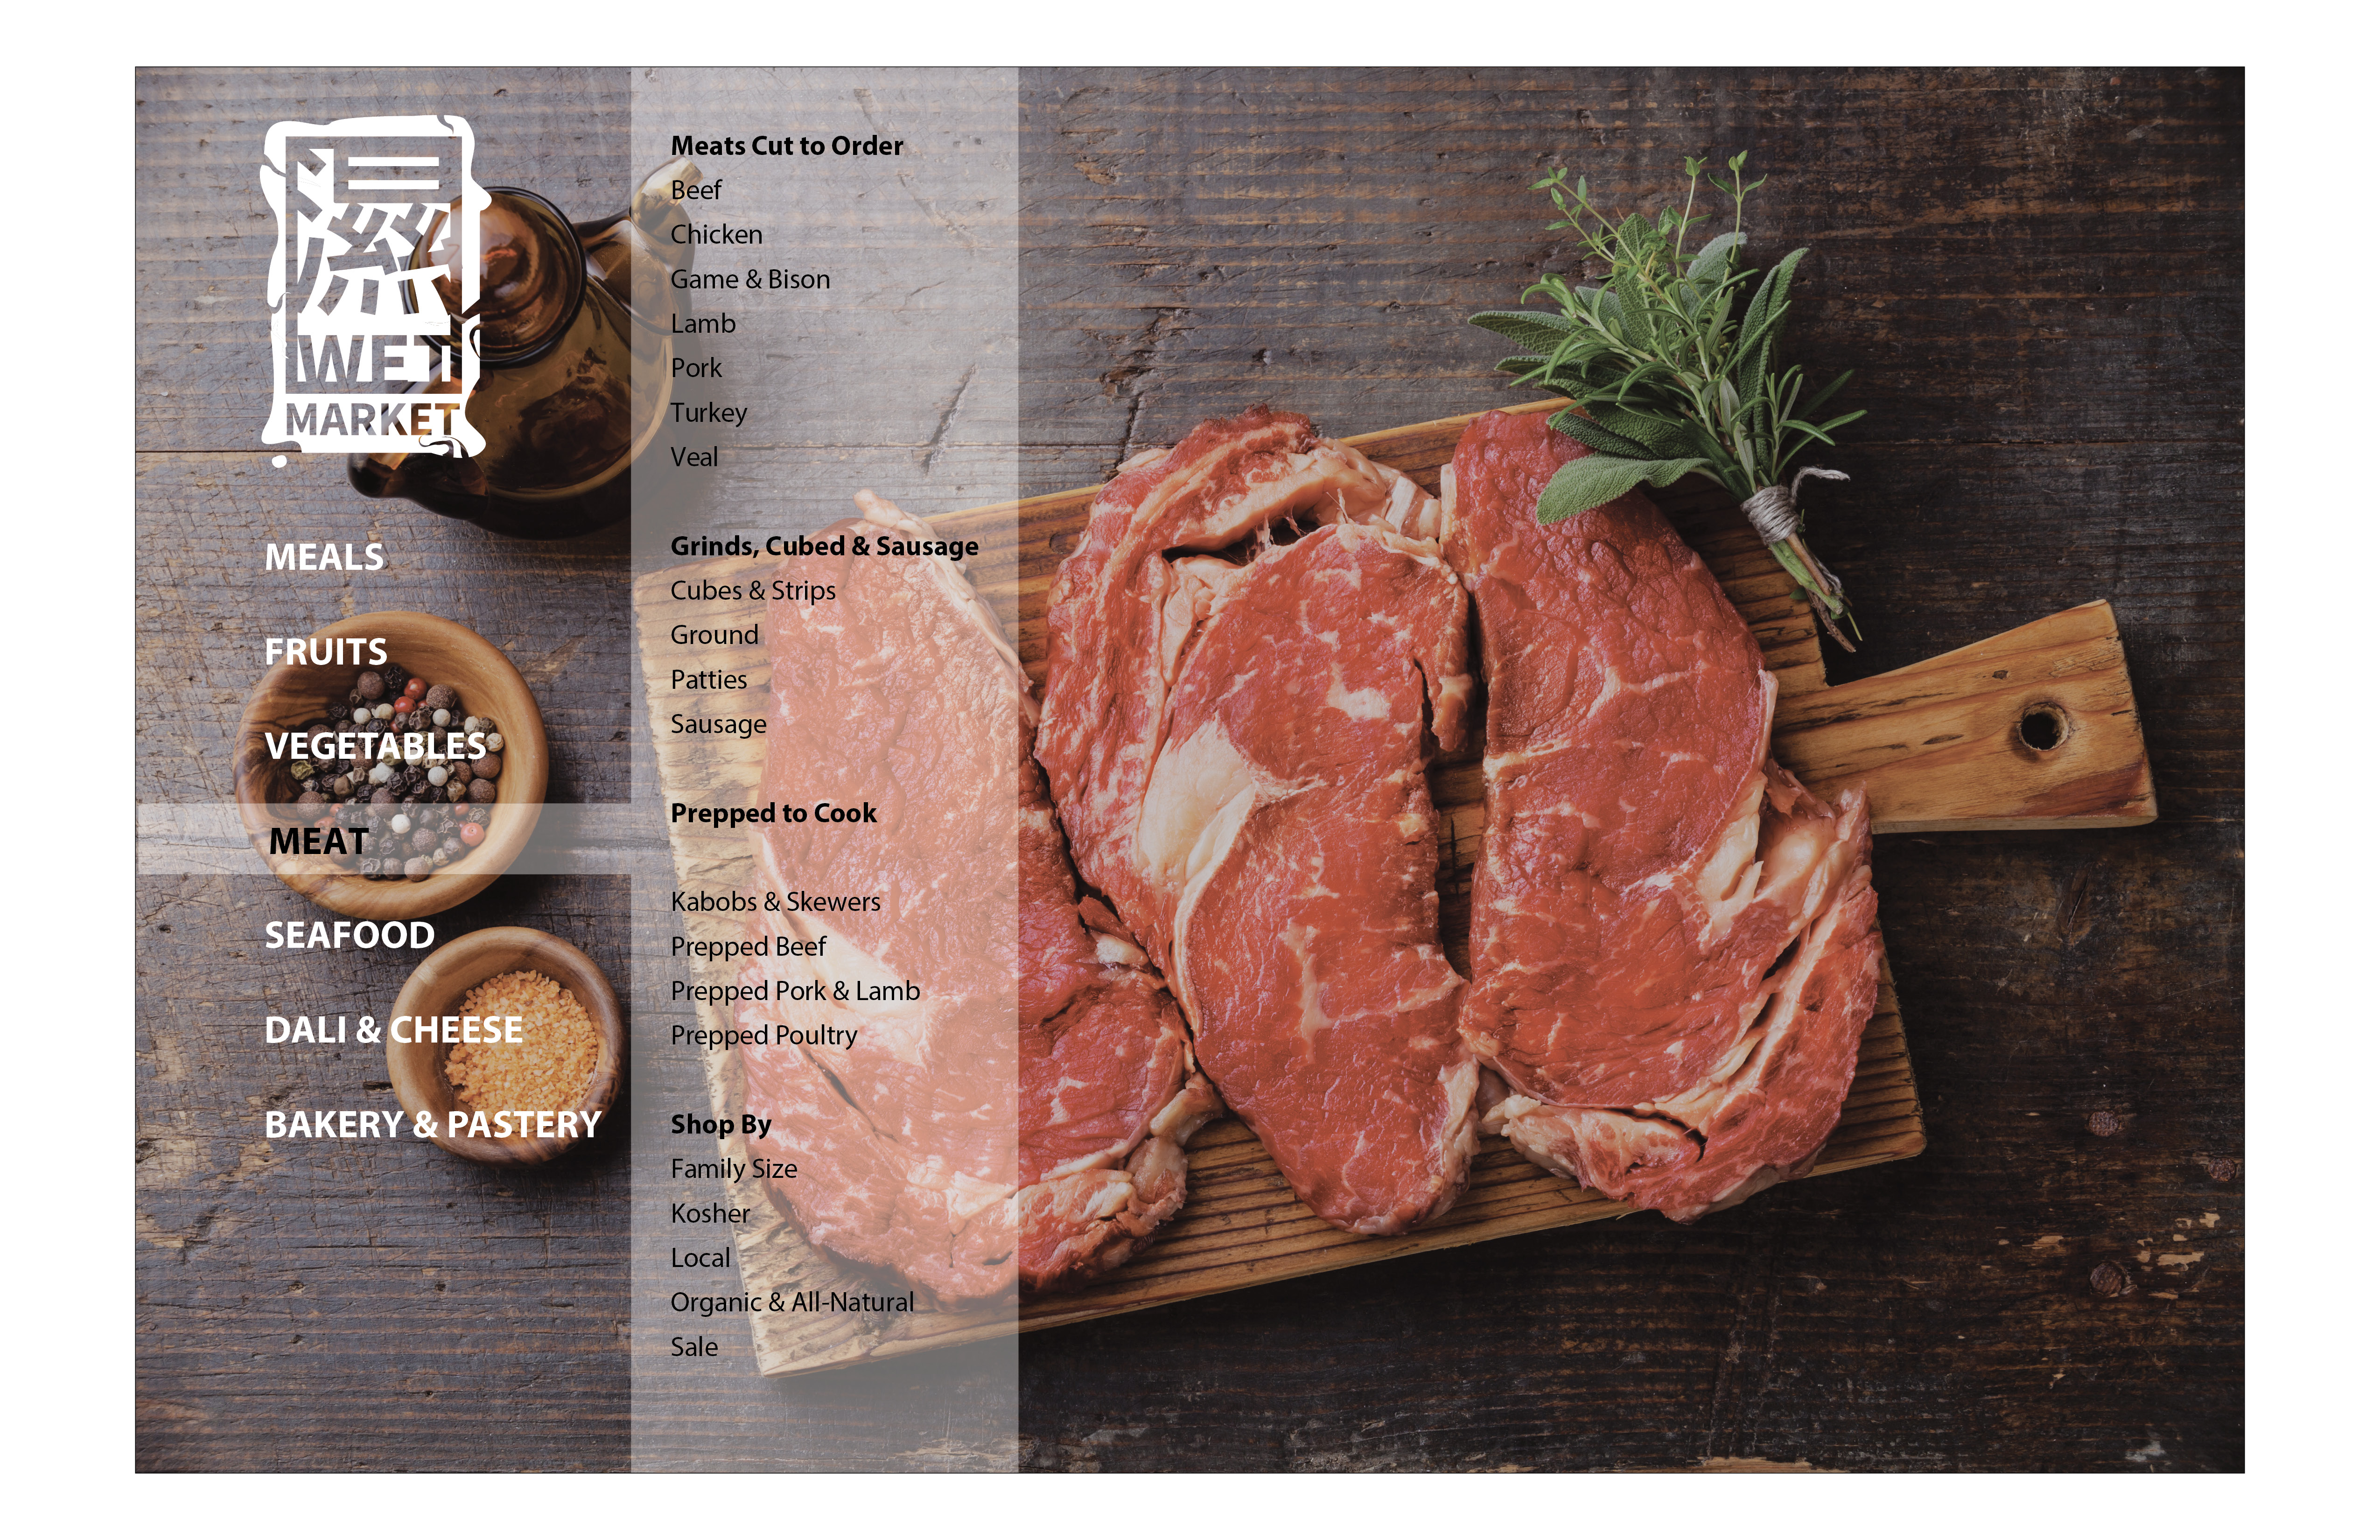 湿
WET
MARKET
MEALS
FRUITS
VEGETABLES
MEAT
SEAFOOD
DALI & CHEESE
BAKERY & PASTERY
Meats Cut to Order
Beef
Chicken
Game & Bison
Lamb
Pork
Turkey
Veal
Grinds, Cubed & Sausage
Cubes & Strips
Ground
Patties
Sausage
Prepped to Cook
Kabobs & Skewers
Prepped Beef
Prepped Pork & Lamb
Prepped Poultry
Shop By
Family Size
Kosher
Local
Organic & All-Natural
Sale